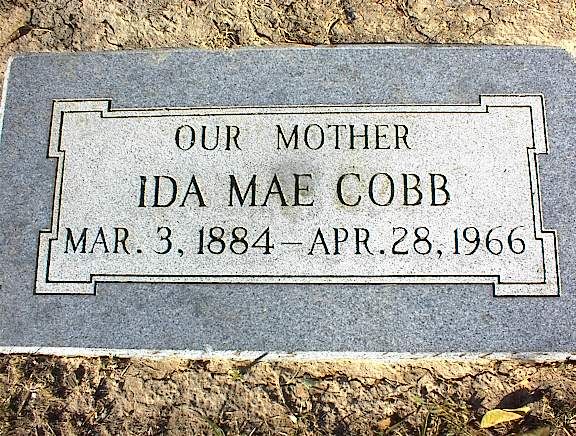 OUR MOTHER
IDA MAE COBB
MAR. 3, 1884 – APR. 28, 1966